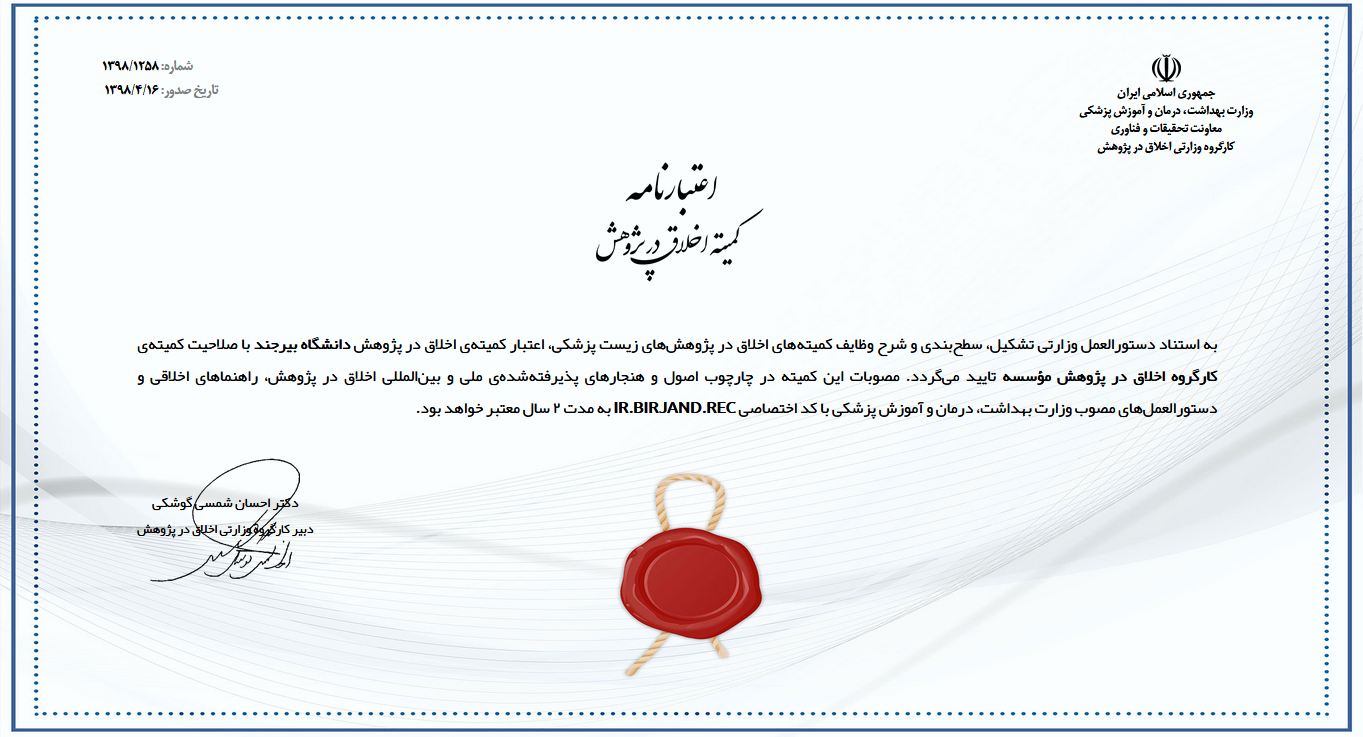 جمهوری اسلامی ایران
وزارت بهداشت، درمان و آموزش پزشکی
معاونت تحقیقات و فناوری
کارگروه وزارتی اخلاق در پژوهش
شماره: ۱۳۹۸/۱۲۵۸
تاریخ صدور: ۱۳۹۸/۴/۱۶
اعتبارنامه
کمیته اخلاق در پژوهش
به استناد دستورالعمل وزارتی تشکیل، سطح‌بندی و شرح وظایف کمیته‌های اخلاق در پژوهش‌های زیست پزشکی، اعتبار کمیته‌ی اخلاق در پژوهش دانشگاه بیرجند با صلاحیت کمیته‌ی
کارگروه اخلاق در پژوهش مؤسسه تایید می‌گردد. مصوبات این کمیته در چارچوب اصول و هنجارهای پذیرفته‌شده‌ی ملی و بین‌المللی اخلاق در پژوهش، راهنماهای اخلاقی و
دستورالعمل‌های مصوب وزارت بهداشت، درمان و آموزش پزشکی با کد اختصاصی IR.BIRJAND.REC به مدت ۲ سال معتبر خواهد بود.
دکتر احسان شمسی گوشکی
دبیر کارگروه وزارتی اخلاق در پژوهش